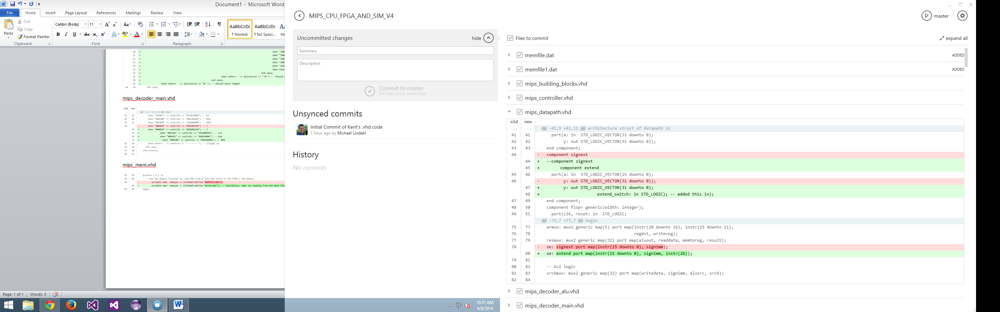 Document1 - Microsoft Word
File Home Insert Page Layout References Mailings Review View
Cut
Copy
Format Painter
Paste
Calibri (Body) 11
AaBbCcDc AaBbCcDc
¶ Normal ¶ No Spaci...
Clipboard Font Paragraph
20 +
21 +
22 +
23 +
24 +
25 + when othe
26 + end case;
27 + when others => alucontrol <= "-0-"; -- should
28 + end case;
29 + when others => alucontrol <= "0--"; -- should never happen
24 30 end case;
mips_decoder_main.vhd
old new
... ... @@ -21,7 +21,10 @@ begin
21 21 when "101011" => controls <= "0X101X000"; -- SW
22 22 when "000100" => controls <= "0X010X001"; -- BEQ
23 23 when "001000" => controls <= "101000000"; -- ADDI
24 - when "000010" => controls <= "0XXX0X1XX"; -- J
24 + when "000010" => controls <= "0XXX0X1XX"; -- J
25 + when "001101" => controls <= "101000010"; -- ori
26 + when "000101" => controls <= "0X010X001"; -- bne
27 + --when "000100" => controls <= "0X010X001"; -- BEQ
25 28 when others => controls <= "---------"; -- illegal op
26 29 end case;
27 30 end process;
28 31
mips_mem.vhd
93 93 process ( a ) is
94 94 -- use the impure function to read RAM from a file and store in the FPGA's ram memory
95 - variable mem: ramtype := InitRamFromFile("memfile.dat");
95 + variable mem: ramtype := InitRamFromFile("test2.dat"); -- initializes 'mem' by reading from the data file
96 96 begin
Page: 1 of 1 Words: 3
MIPS_CPU_FPGA_AND_SIM_V4
master
Uncommitted changes
hide
Summary
Description
Commit to master
247 files to be committed
Unsynced commits
Initial Commit of Kent's .vhd code
1 hour ago by Michael Lindahl
History
No commits
10:51 AM
4/8/2014
Files to commit
expand all
memfile.dat ADDED
memfile1.dat ADDED
mips_building_blocks.vhd
mips_controller.vhd
mips_datapath.vhd
old new
... ... @@ -41,9 +41,11 @@ architecture struct of datapath is
41 41 port(a: in STD_LOGIC_VECTOR(31 downto 0);
42 42 y: out STD_LOGIC_VECTOR(31 downto 0));
43 43 end component;
44 - component signext
44 + --component signext
45 + component extend
45 46 port(a: in STD_LOGIC_VECTOR(15 downto 0);
46 - y: out STD_LOGIC_VECTOR(31 downto 0));
47 + y: out STD_LOGIC_VECTOR(31 downto 0);
48 + extend_switch: in STD_LOGIC); -- added this in);
47 49 end component;
48 50 component flopr generic(width: integer);
49 51 port(clk, reset: in STD_LOGIC;
... ... @@ -75,7 +77,7 @@ begin
75 77 wrmux: mux2 generic map(5) port map(instr(20 downto 16), instr(15 downto 11),
76 78 regdst, writereg);
77 79 resmux: mux2 generic map(32) port map(aluout, readdata, memtoreg, result);
78 - se: signext port map(instr(15 downto 0), signimm);
80 + se: extend port map(instr(15 downto 0), signimm, instr(26));
79 81
80 82 -- ALU logic
81 83 srcbmux: mux2 generic map(32) port map(writedata, signimm, alusrc, srcb);
82 84
mips_decoder_alu.vhd
mips_decoder_main.vhd